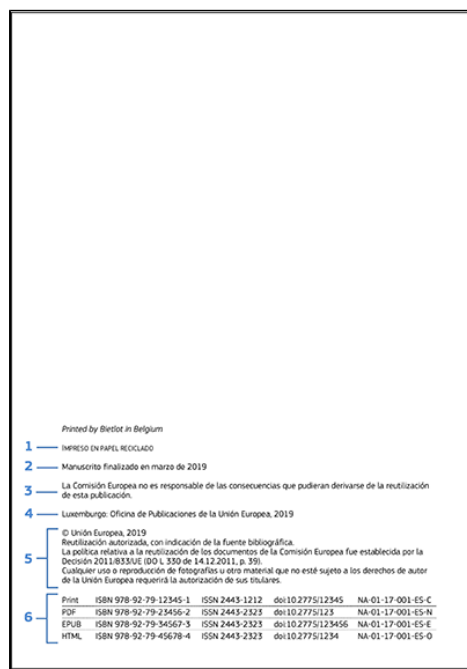 Printed by Bietlot in Belgium
1 IMPRESO EN PAPEL RECICLADO
2 Manuscrito finalizado en marzo de 2019
3 La Comisión Europea no es responsable de las consecuencias que pudieran derivarse de la reutilización
de esta publicación.
4 Luxemburgo: Oficina de Publicaciones de la Unión Europea, 2019
5 © Unión Europea, 2019
Reutilización autorizada, con indicación de la fuente bibliográfica.
La política relativa a la reutilización de los documentos de la Comisión Europea fue establecida por la
Decisión 2011/833/UE (DO L 330 de 14.12.2011, p. 39).
Cualquier uso o reproducción de fotografías u otro material que no esté sujeto a los derechos de autor
de la Unión Europea requerirá la autorización de sus titulares.
6 Print ISBN 978-92-79-12345-1 ISSN 2443-1212 doi:10.2775/12345 NA-01-17-001-ES-C
PDF ISBN 978-92-79-23456-2 ISSN 2443-2323 doi:10.2775/123 NA-01-17-001-ES-N
EPUB ISBN 978-92-79-34567-3 ISSN 2443-2323 doi:10.2775/123456 NA-01-17-001-ES-E
HTML ISBN 978-92-79-45678-4 ISSN 2443-2323 doi:10.2775/1234 NA-01-17-001-ES-O